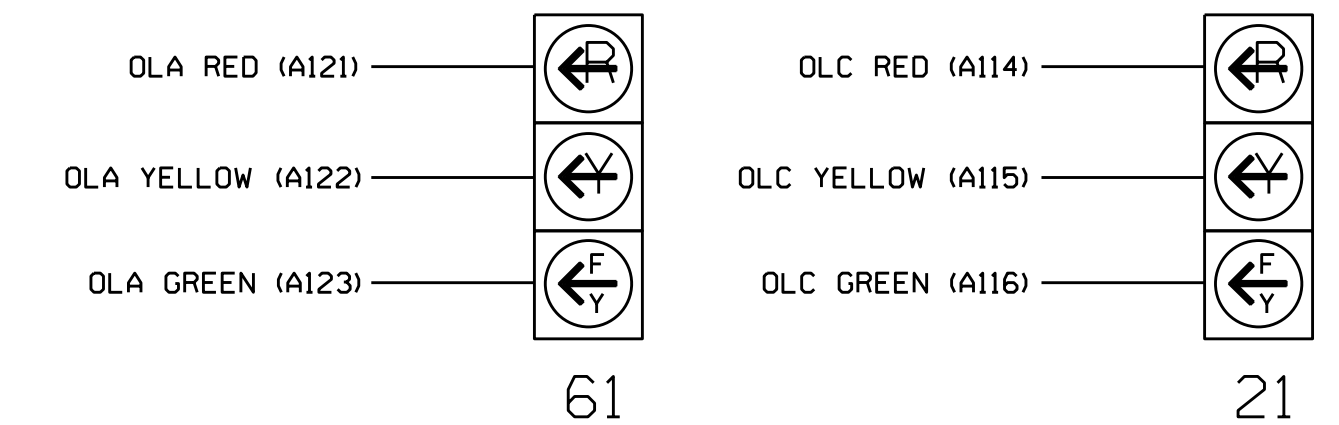 OLA RED (A121)
R
OLA YELLOW (A122)
Y
OLA GREEN (A123)
F
Y
61
OLC RED (A114)
R
OLC YELLOW (A115)
Y
OLC GREEN (A116)
F
Y
21